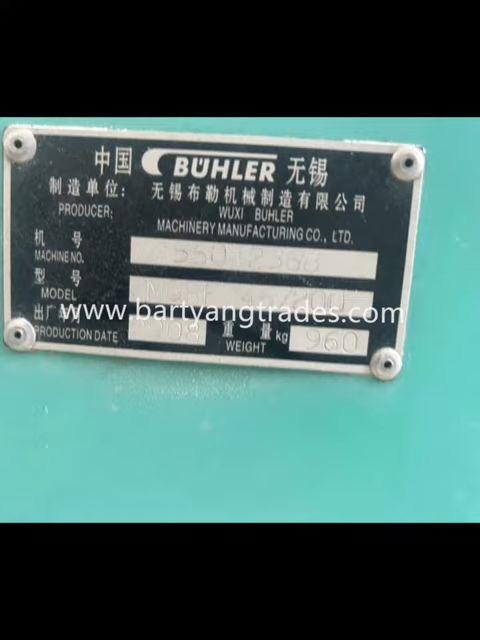 中国 BÜHLER 无锡
制造单位: 无锡布勒机械制造有限公司
PRODUCER: WUXI BUHLER
MACHINERY MANUFACTURING CO., LTD.
机 号
MACHINE NO.
型 号
MODEL
www.bartyangtrades.com
重 量 kg 960
PRODUCTION DATE WEIGHT